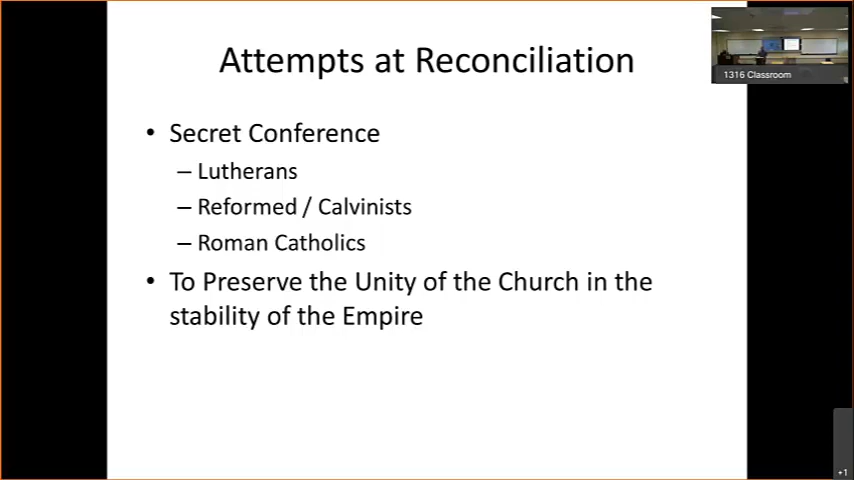 Attempts at Reconciliation
1316 Classroom
• Secret Conference
– Lutherans
– Reformed / Calvinists
– Roman Catholics
• To Preserve the Unity of the Church in the
stability of the Empire
+1